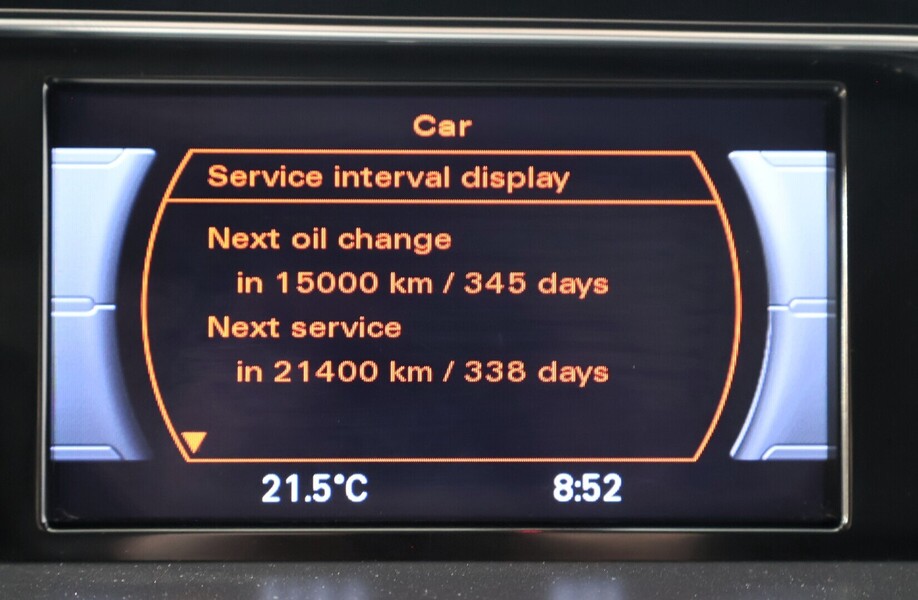 Car
Service interval display
Next oil change
in 15000 km / 345 days
Next service
in 21400 km / 338 days
21.5°C 8:52